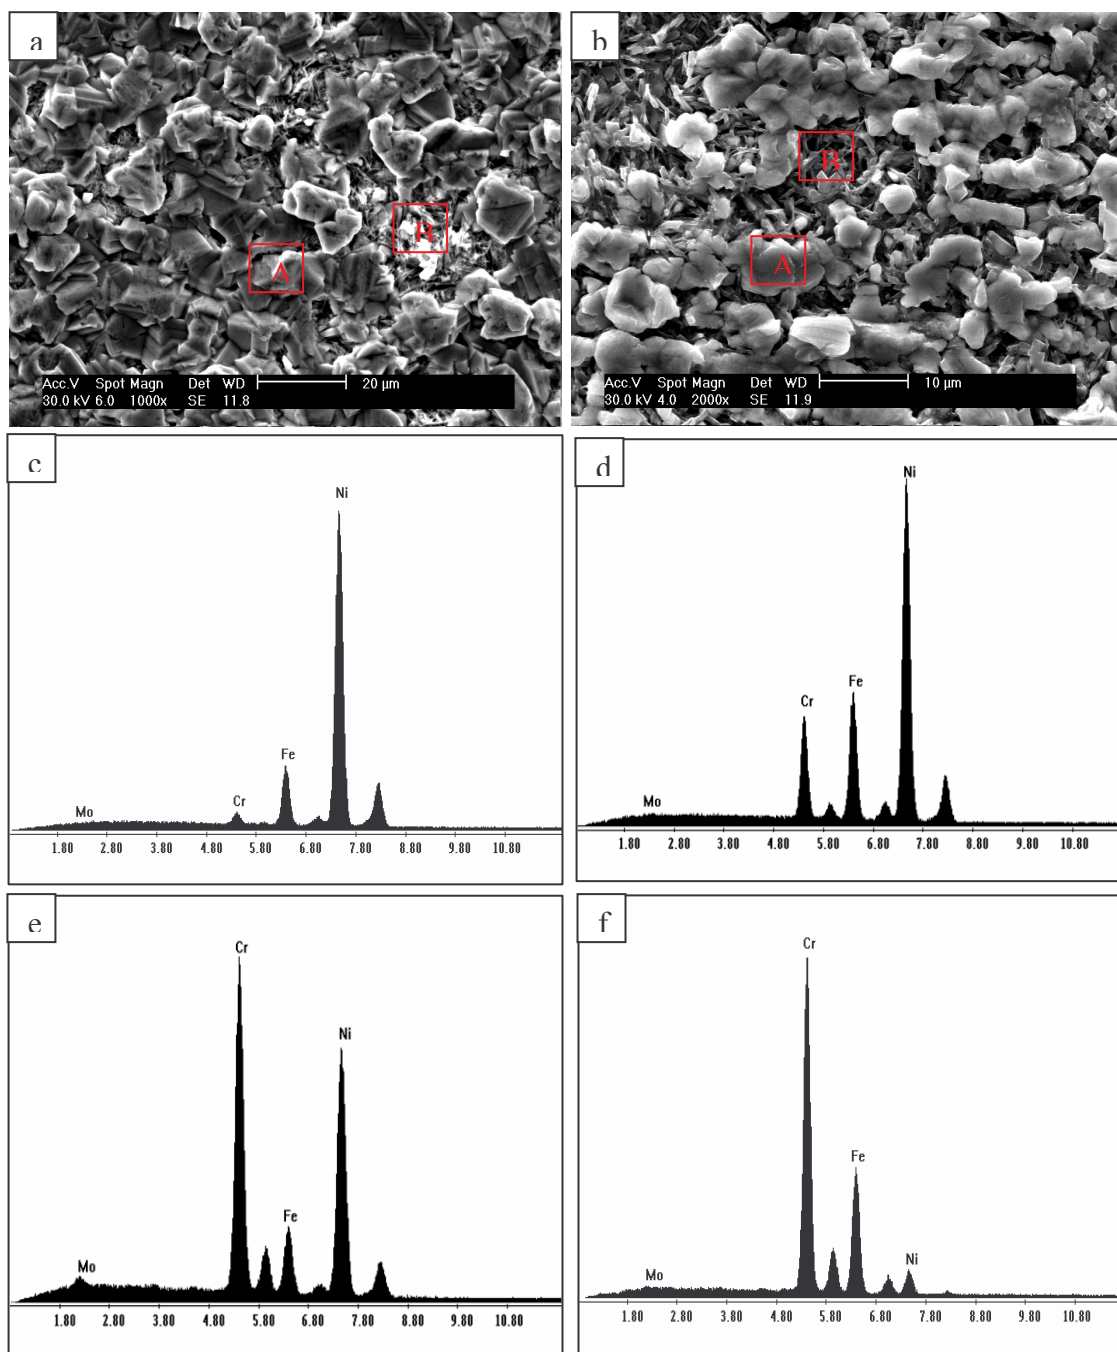 a
b
B
A
B
A
Acc.V Spot Magn Det WD 20 µm
30.0 kV 6.0 1000x SE 11.8
Acc.V Spot Magn Det WD 10 µm
30.0 kV 4.0 2000x SE 11.9
c
d
Ni
Fe
Cr
Mo
1.80 2.80 3.80 4.80 5.80 6.80 7.80 8.80 9.80 10.80
Ni
Fe
Cr
Mo
1.80 2.80 3.80 4.80 5.80 6.80 7.80 8.80 9.80 10.80
e
f
Cr
Ni
Fe
Mo
1.80 2.80 3.80 4.80 5.80 6.80 7.80 8.80 9.80 10.80
Cr
Fe
Ni
Mo
1.80 2.80 3.80 4.80 5.80 6.80 7.80 8.80 9.80 10.80